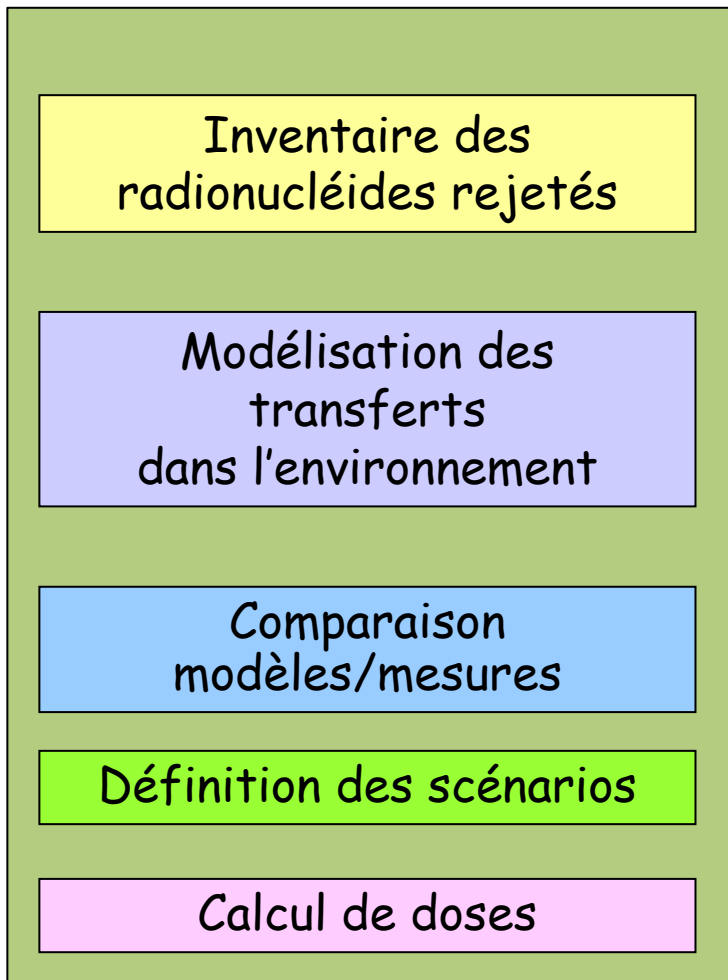 Inventaire des
radionucléides rejetés
Modélisation des
transferts
dans l'environnement
Comparaison
modèles/mesures
Définition des scénarios
Calcul de doses